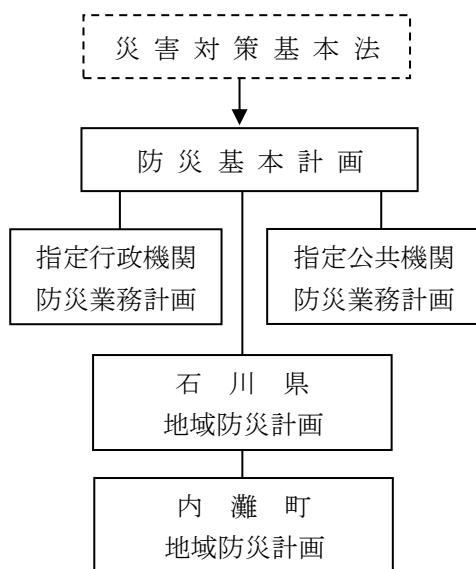 災害対策基本法
防災基本計画
指定行政機関
防災業務計画
指定公共機関
防災業務計画
石川県
地域防災計画
内灘町
地域防災計画